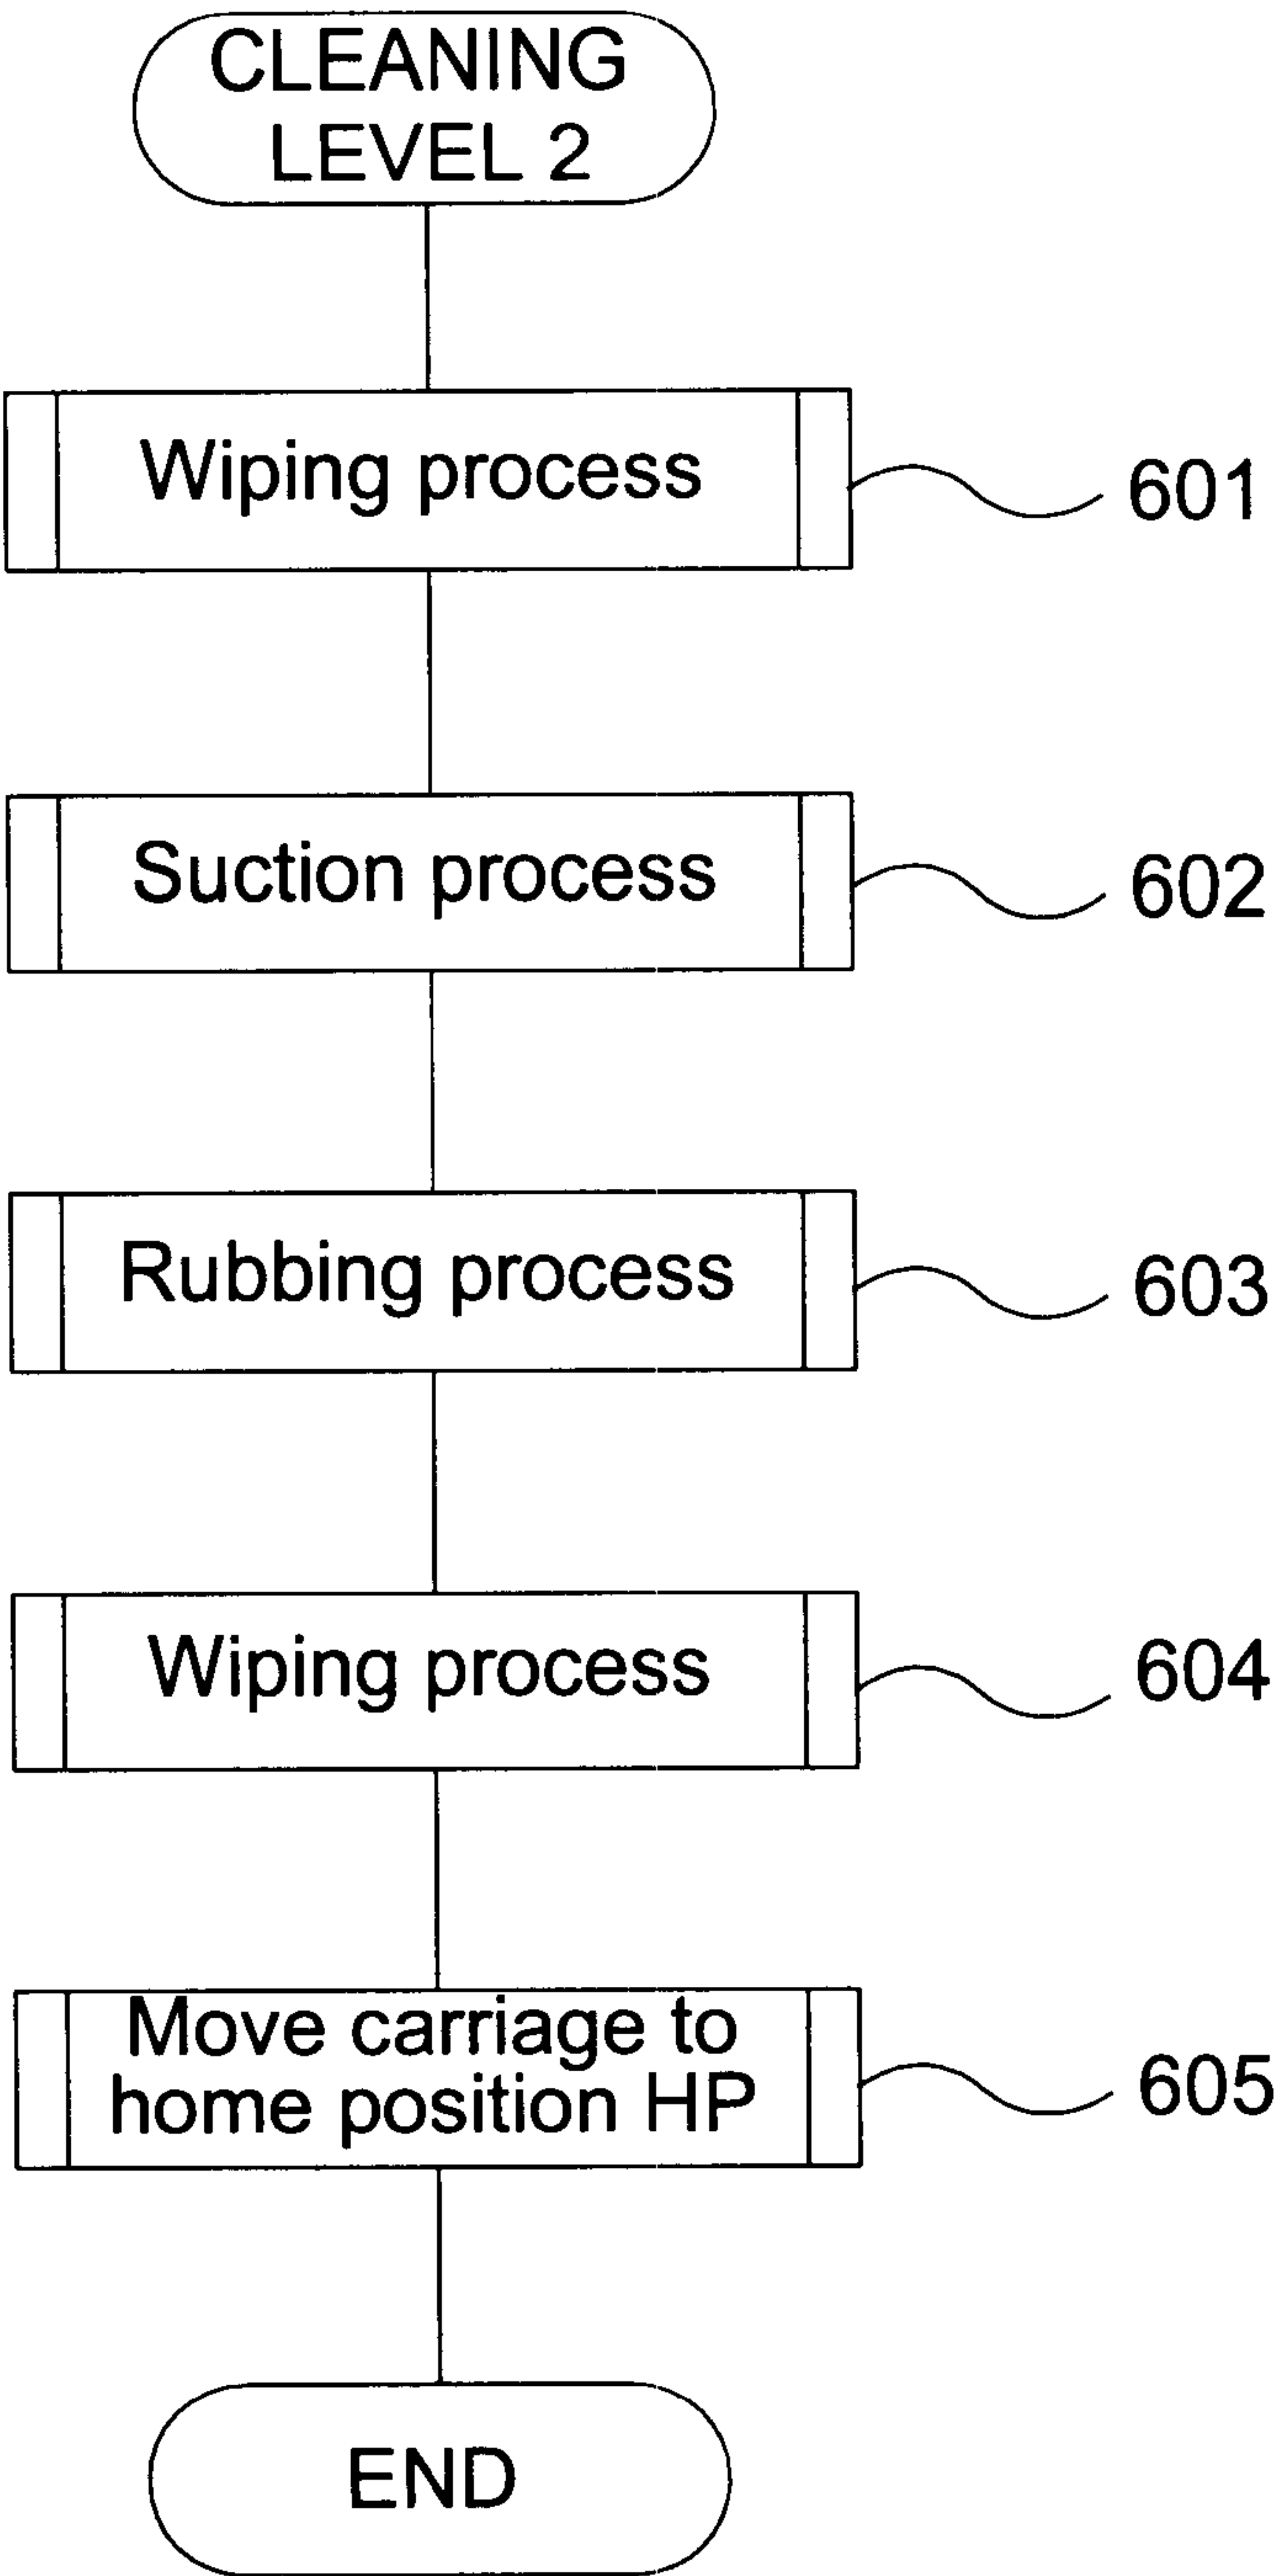 CLEANING
LEVEL 2
Wiping process
601
Suction process
602
Rubbing process
603
Wiping process
604
Move carriage to
home position HP
605
END